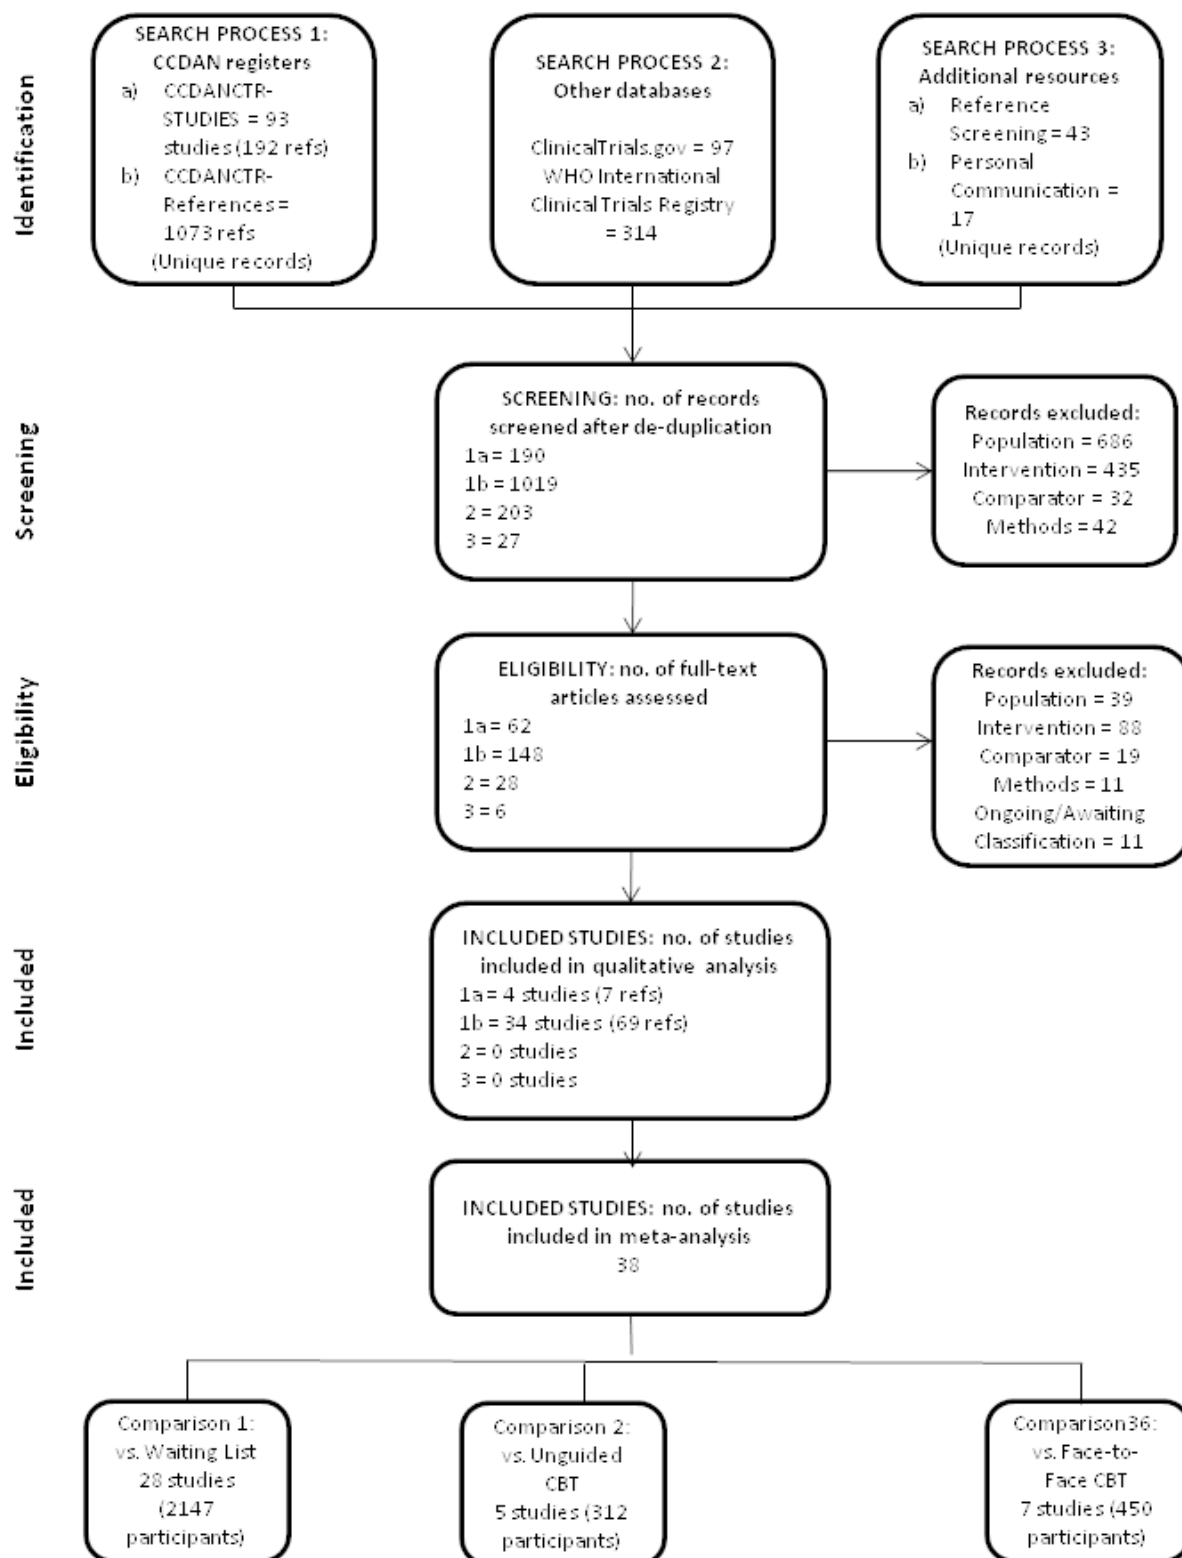 Identification
SEARCH PROCESS 1:
CCDAN registers
a) CCDANCTR-
STUDIES = 93
studies (192 refs)
b) CCDANCTR-
References =
1073 refs
(Unique records)
SEARCH PROCESS 2:
Other databases
ClinicalTrials.gov = 97
WHO International
Clinical Trials Registry
= 314
SEARCH PROCESS 3:
Additional resources
a) Reference
Screening = 43
b) Personal
Communication =
17
(Unique records)
Screening
SCREENING: no. of records
screened after de-duplication
1a = 190
1b = 1019
2 = 203
3 = 27
Records excluded:
Population = 686
Intervention = 435
Comparator = 32
Methods = 42
Eligibility
ELIGIBILITY: no. of full-text
articles assessed
1a = 62
1b = 148
2 = 28
3 = 6
Records excluded:
Population = 39
Intervention = 88
Comparator = 19
Methods = 11
Ongoing/Awaiting
Classification = 11
Included
INCLUDED STUDIES: no. of studies
included in qualitative analysis
1a = 4 studies (7 refs)
1b = 34 studies (69 refs)
2 = 0 studies
3 = 0 studies
Included
INCLUDED STUDIES: no. of studies
included in meta-analysis
38
Comparison 1:
vs. Waiting List
28 studies
(2147
participants)
Comparison 2:
vs. Unguided
CBT
5 studies (312
participants)
Comparison 36:
vs. Face-to-
Face CBT
7 studies (450
participants)